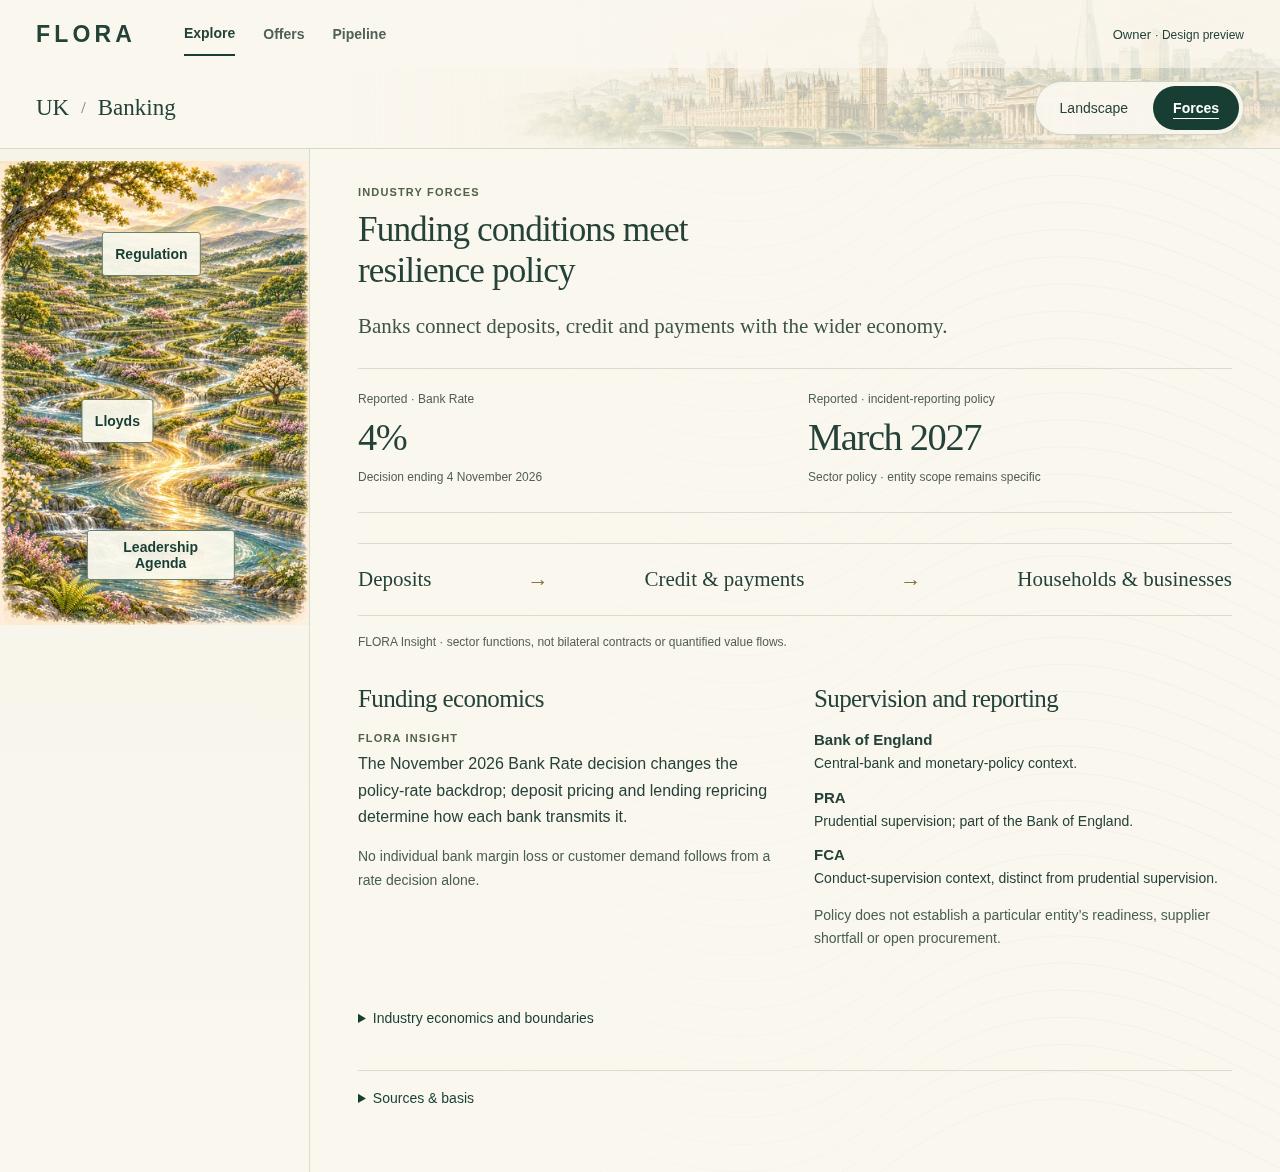 FLORA
Explore
Offers
Pipeline
Owner · Design preview
UK / Banking
Landscape
Forces
Regulation
Lloyds
Leadership
Agenda
INDUSTRY FORCES
Funding conditions meet
resilience policy
Banks connect deposits, credit and payments with the wider economy.
Reported · Bank Rate
4%
Decision ending 4 November 2026
Reported · incident-reporting policy
March 2027
Sector policy · entity scope remains specific
Deposits → Credit & payments → Households & businesses
FLORA Insight · sector functions, not bilateral contracts or quantified value flows.
Funding economics
FLORA INSIGHT
The November 2026 Bank Rate decision changes the
policy-rate backdrop; deposit pricing and lending repricing
determine how each bank transmits it.
No individual bank margin loss or customer demand follows from a
rate decision alone.
Supervision and reporting
Bank of England
Central-bank and monetary-policy context.
PRA
Prudential supervision; part of the Bank of England.
FCA
Conduct-supervision context, distinct from prudential supervision.
Policy does not establish a particular entity’s readiness, supplier
shortfall or open procurement.
Industry economics and boundaries
Sources & basis